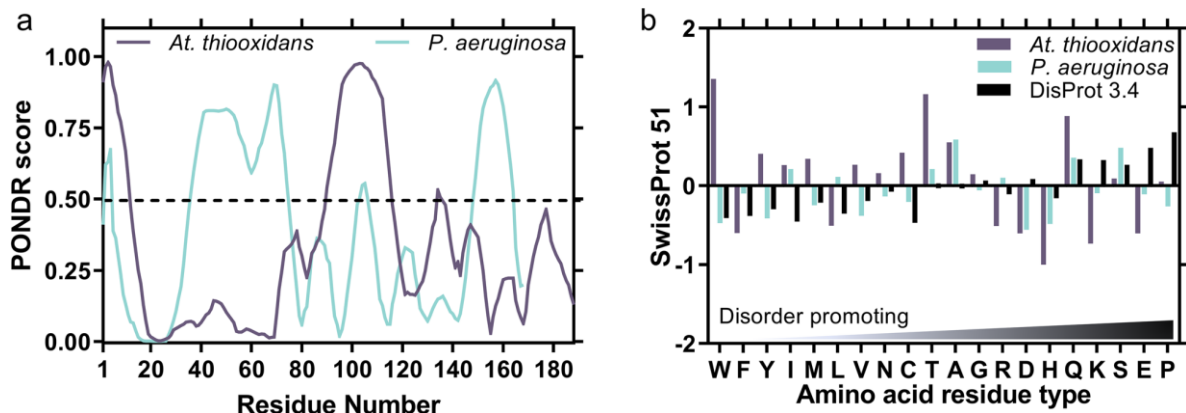 a
At. thiooxidans P. aeruginosa
PONDR score
1.00
0.75
0.50
0.25
0.00
1 20 40 60 80 100 120 140 160 180
Residue Number
b
SwissProt 51
2
1
0
-1
-2
At. thiooxidans
P. aeruginosa
DisProt 3.4
Disorder promoting
W F Y I M L V N C T A G R D H Q K S E P
Amino acid residue type